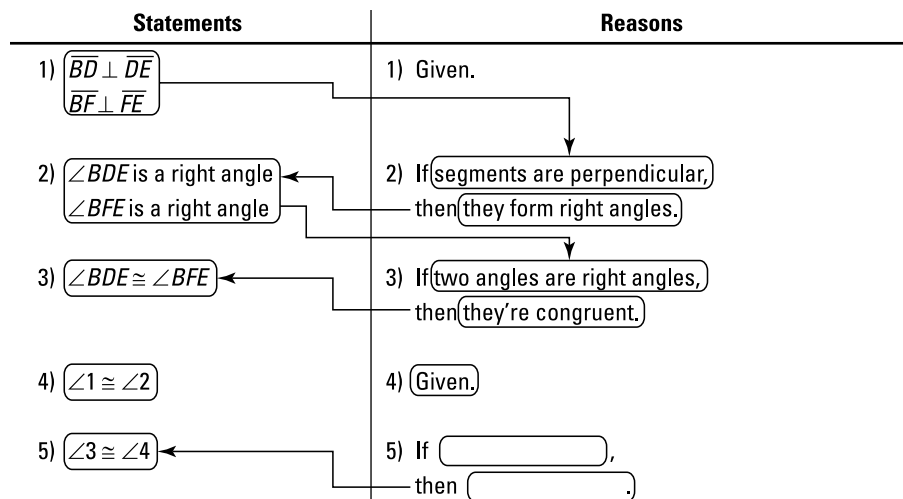 Statements Reasons
1) BD ⊥ DE 1) Given.
BF ⊥ FE
2) ∠BDE is a right angle 2) If segments are perpendicular,
∠BFE is a right angle then they form right angles.
3) ∠BDE ≅ ∠BFE 3) If two angles are right angles,
then they're congruent.
4) ∠1 ≅ ∠2 4) Given.
5) ∠3 ≅ ∠4 5) If ,
then .